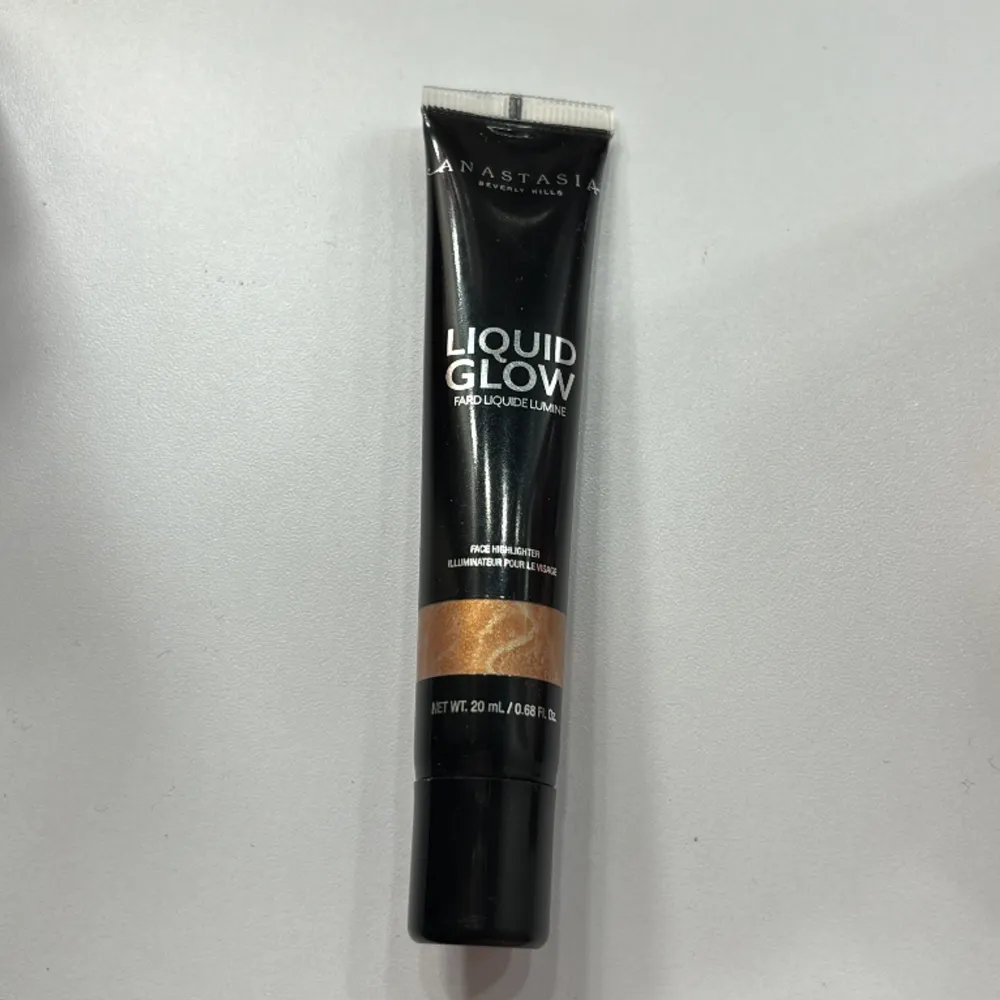 ANASTASIA
BEVERLY HILLS
LIQUID
GLOW
FARD LIQUIDE LUMINE
FACE HIGHLIGHTER
ILLUMINATEUR POUR LE VISAGE
NET WT. 20 mL / 0.68 Fl. Oz.